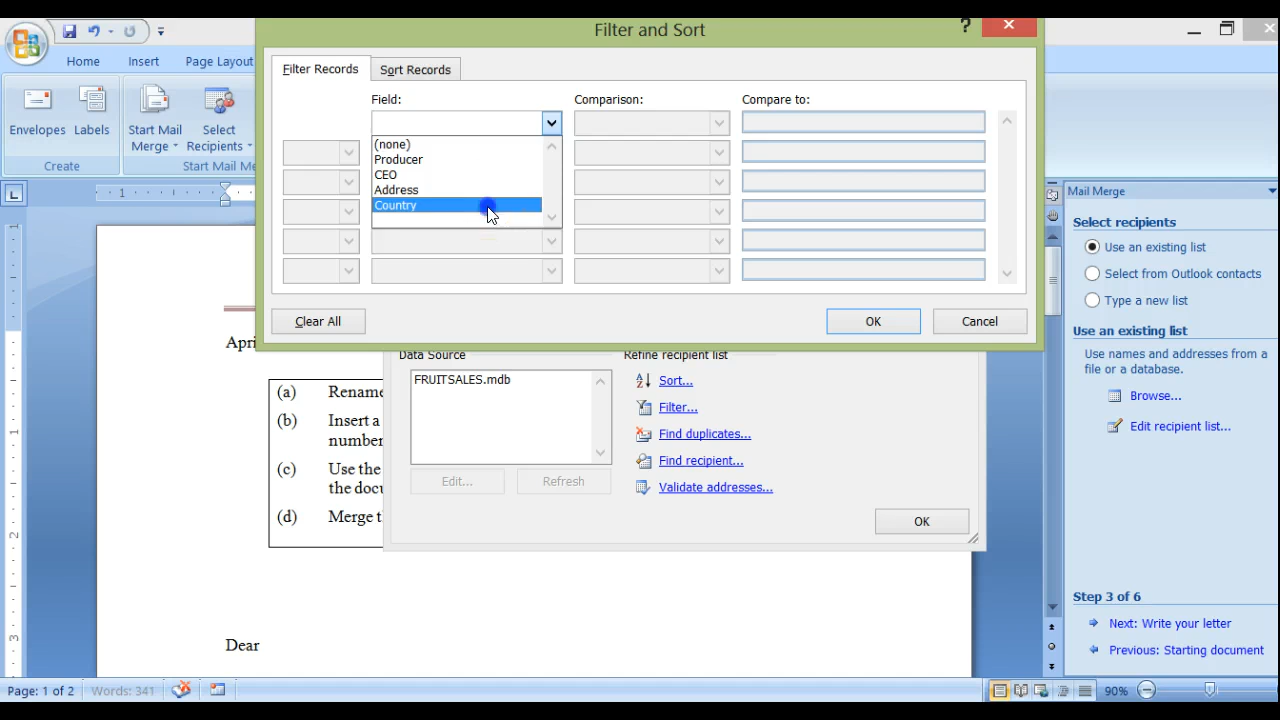 Filter and Sort
?
Home Insert Page Layout
Filter Records Sort Records
Field: Comparison: Compare to:
(none)
Producer
CEO
Address
Country
Envelopes Labels Start Mail Merge Select Recipients
Create Start Mail Me
Clear All OK Cancel
Data Source Refine recipient list
FRUITSALES.mdb
Sort...
Filter...
Find duplicates...
Find recipient...
Validate addresses...
Edit... Refresh
OK
1
1
2
3
Apri
(a) Rename
(b) Insert a
number
(c) Use the
the docu
(d) Merge t
Dear
Mail Merge
Select recipients
Use an existing list
Select from Outlook contacts
Type a new list
Use an existing list
Use names and addresses from a
file or a database.
Browse...
Edit recipient list...
Step 3 of 6
Next: Write your letter
Previous: Starting document
Page: 1 of 2 Words: 341 90%